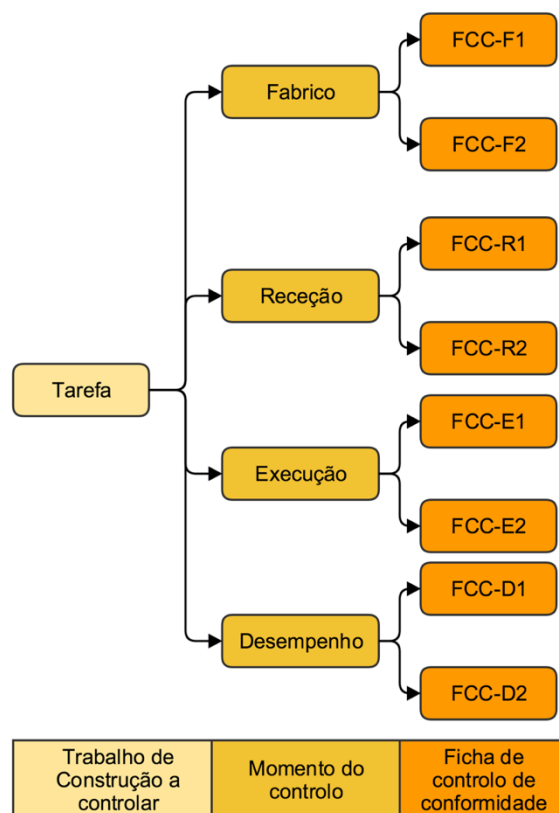 FCC-F1
Fabrico
FCC-F2
FCC-R1
Receção
FCC-R2
Tarefa
FCC-E1
Execução
FCC-E2
FCC-D1
Desempenho
FCC-D2
Trabalho de
Construção a
controlar
Momento do
controlo
Ficha de
controlo de
conformidade